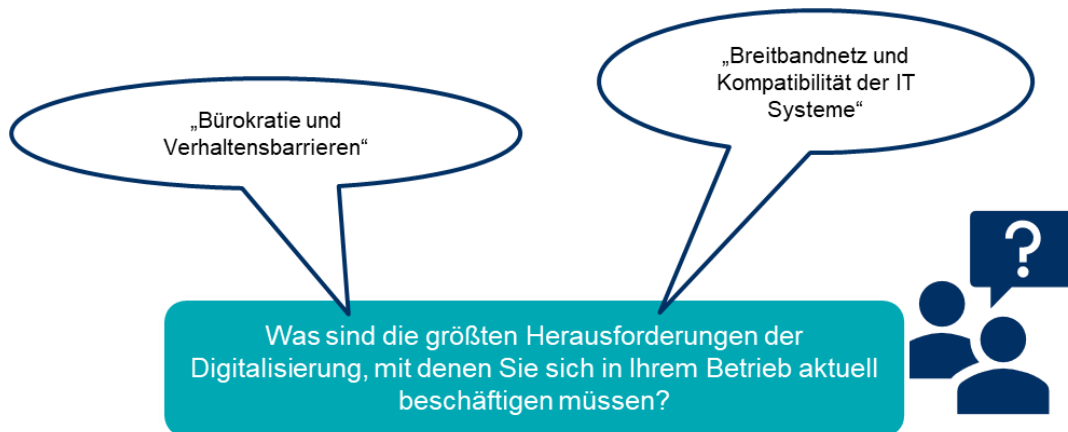 „Breitbandnetz und
Kompatibilität der IT
Systeme“
„Bürokratie und
Verhaltensbarrieren“
?
Was sind die größten Herausforderungen der
Digitalisierung, mit denen Sie sich in Ihrem Betrieb aktuell
beschäftigen müssen?